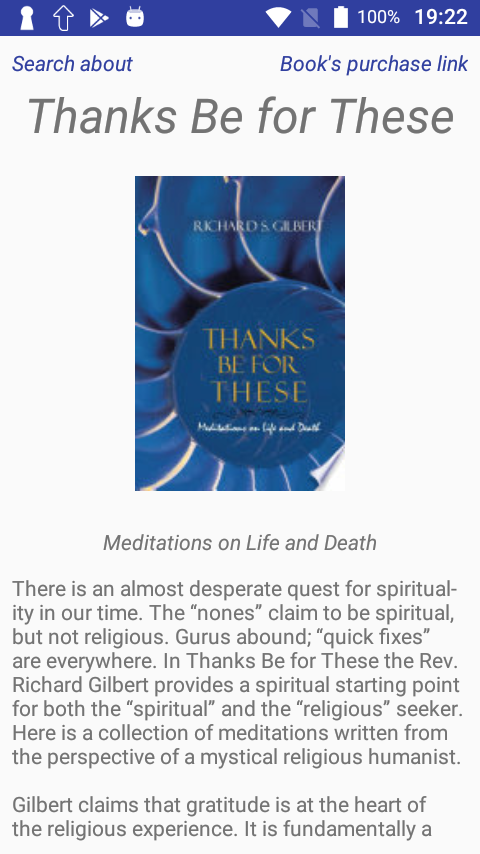 100% 19:22
Search about Book's purchase link
Thanks Be for These
RICHARD S. GILBERT
THANKS
BE FOR
THESE
Meditations on Life and Death
Meditations on Life and Death
There is an almost desperate quest for spiritual-
ity in our time. The “nones” claim to be spiritual,
but not religious. Gurus abound; “quick fixes”
are everywhere. In Thanks Be for These the Rev.
Richard Gilbert provides a spiritual starting point
for both the “spiritual” and the “religious” seeker.
Here is a collection of meditations written from
the perspective of a mystical religious humanist.
Gilbert claims that gratitude is at the heart of
the religious experience. It is fundamentally a